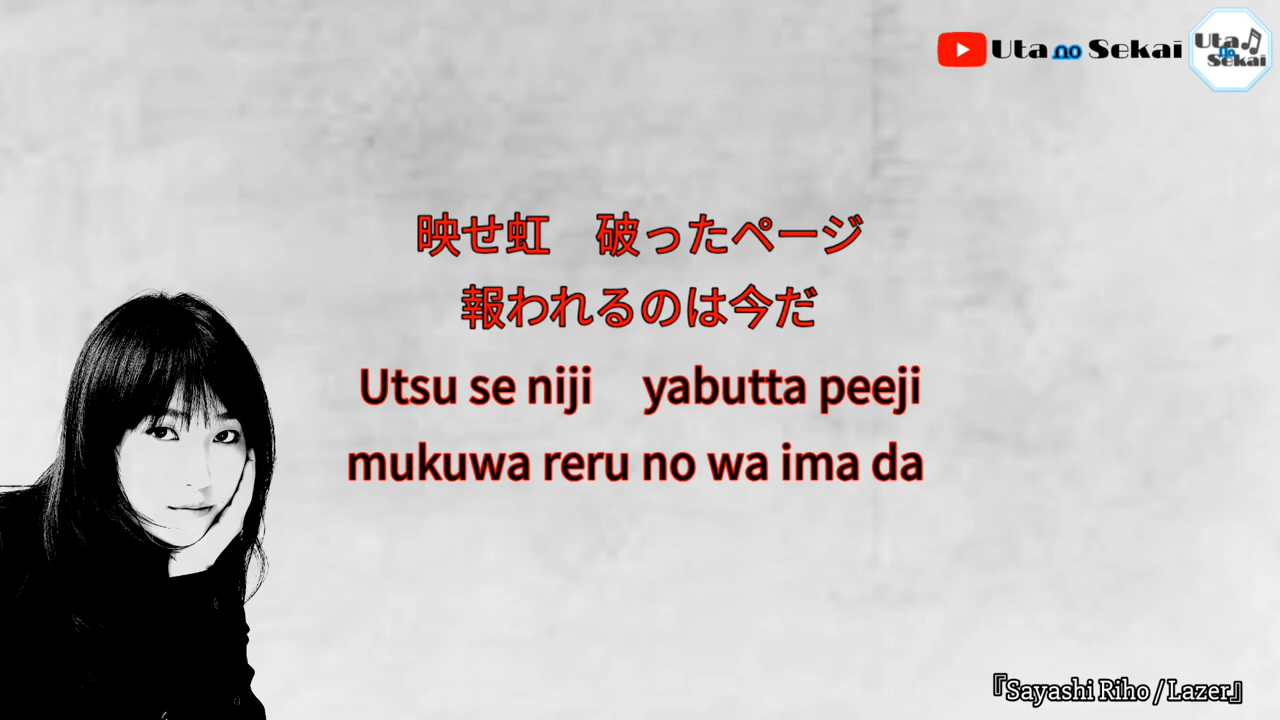 Uta no Sekai
Uta no Sekai
映せ虹　破ったページ
報われるのは今だ
Utsu se niji　yabutta peeji
mukuwa reru no wa ima da
『Sayashi Riho / Lazer』